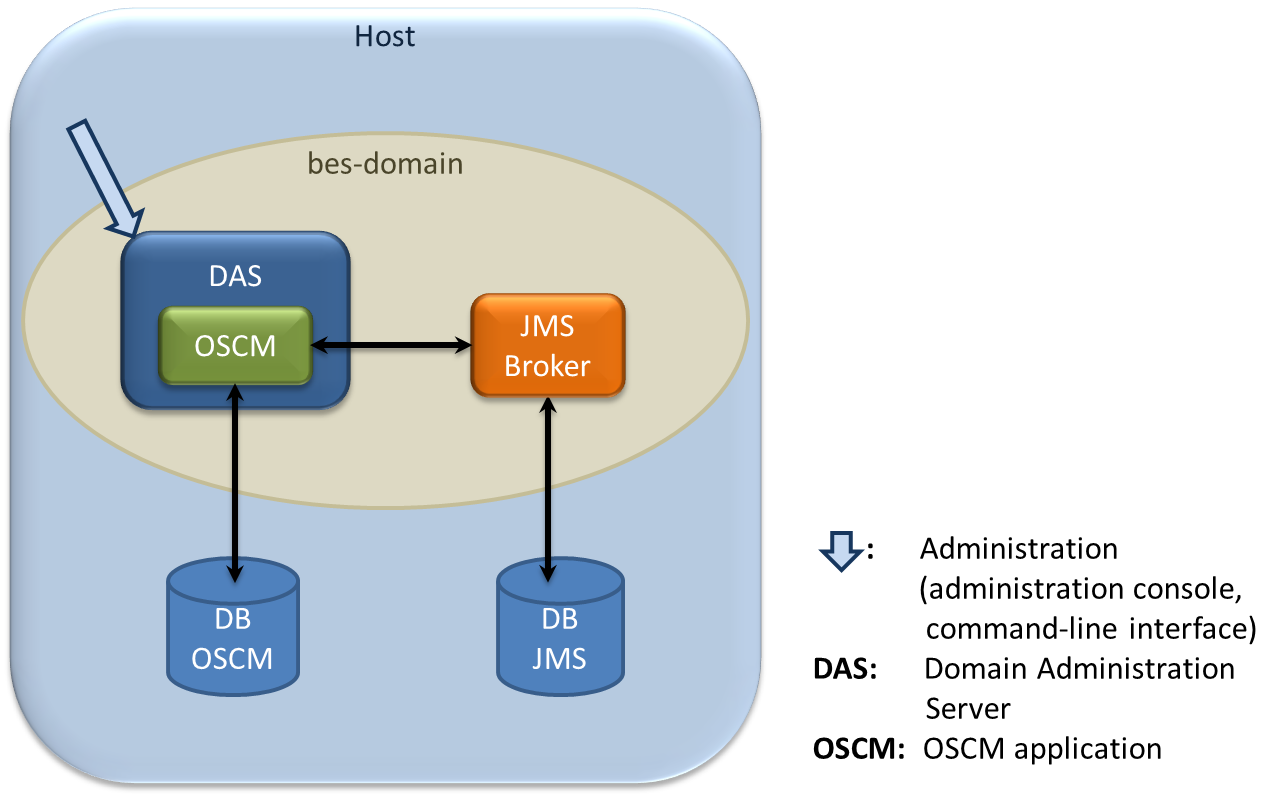 Host
bes-domain
DAS
OSCM
JMS
Broker
DB
OSCM
DB
JMS
: Administration
(administration console,
command-line interface)
DAS: Domain Administration
Server
OSCM: OSCM application